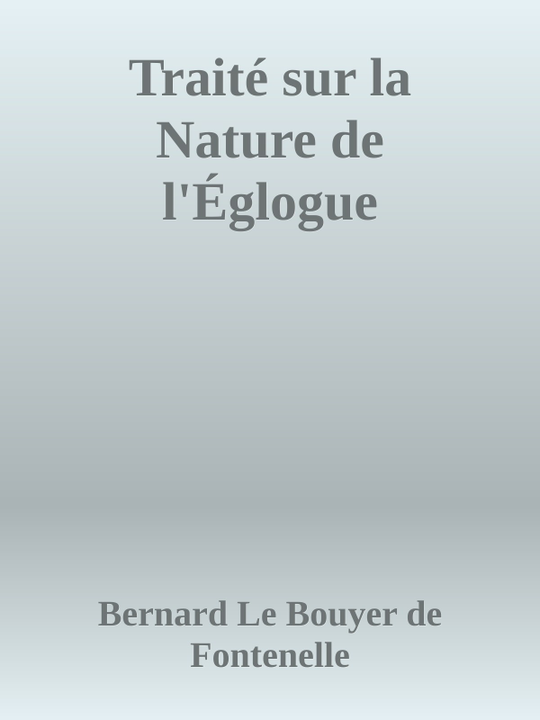 Traité sur la
Nature de
l'Églogue
Bernard Le Bouyer de
Fontenelle